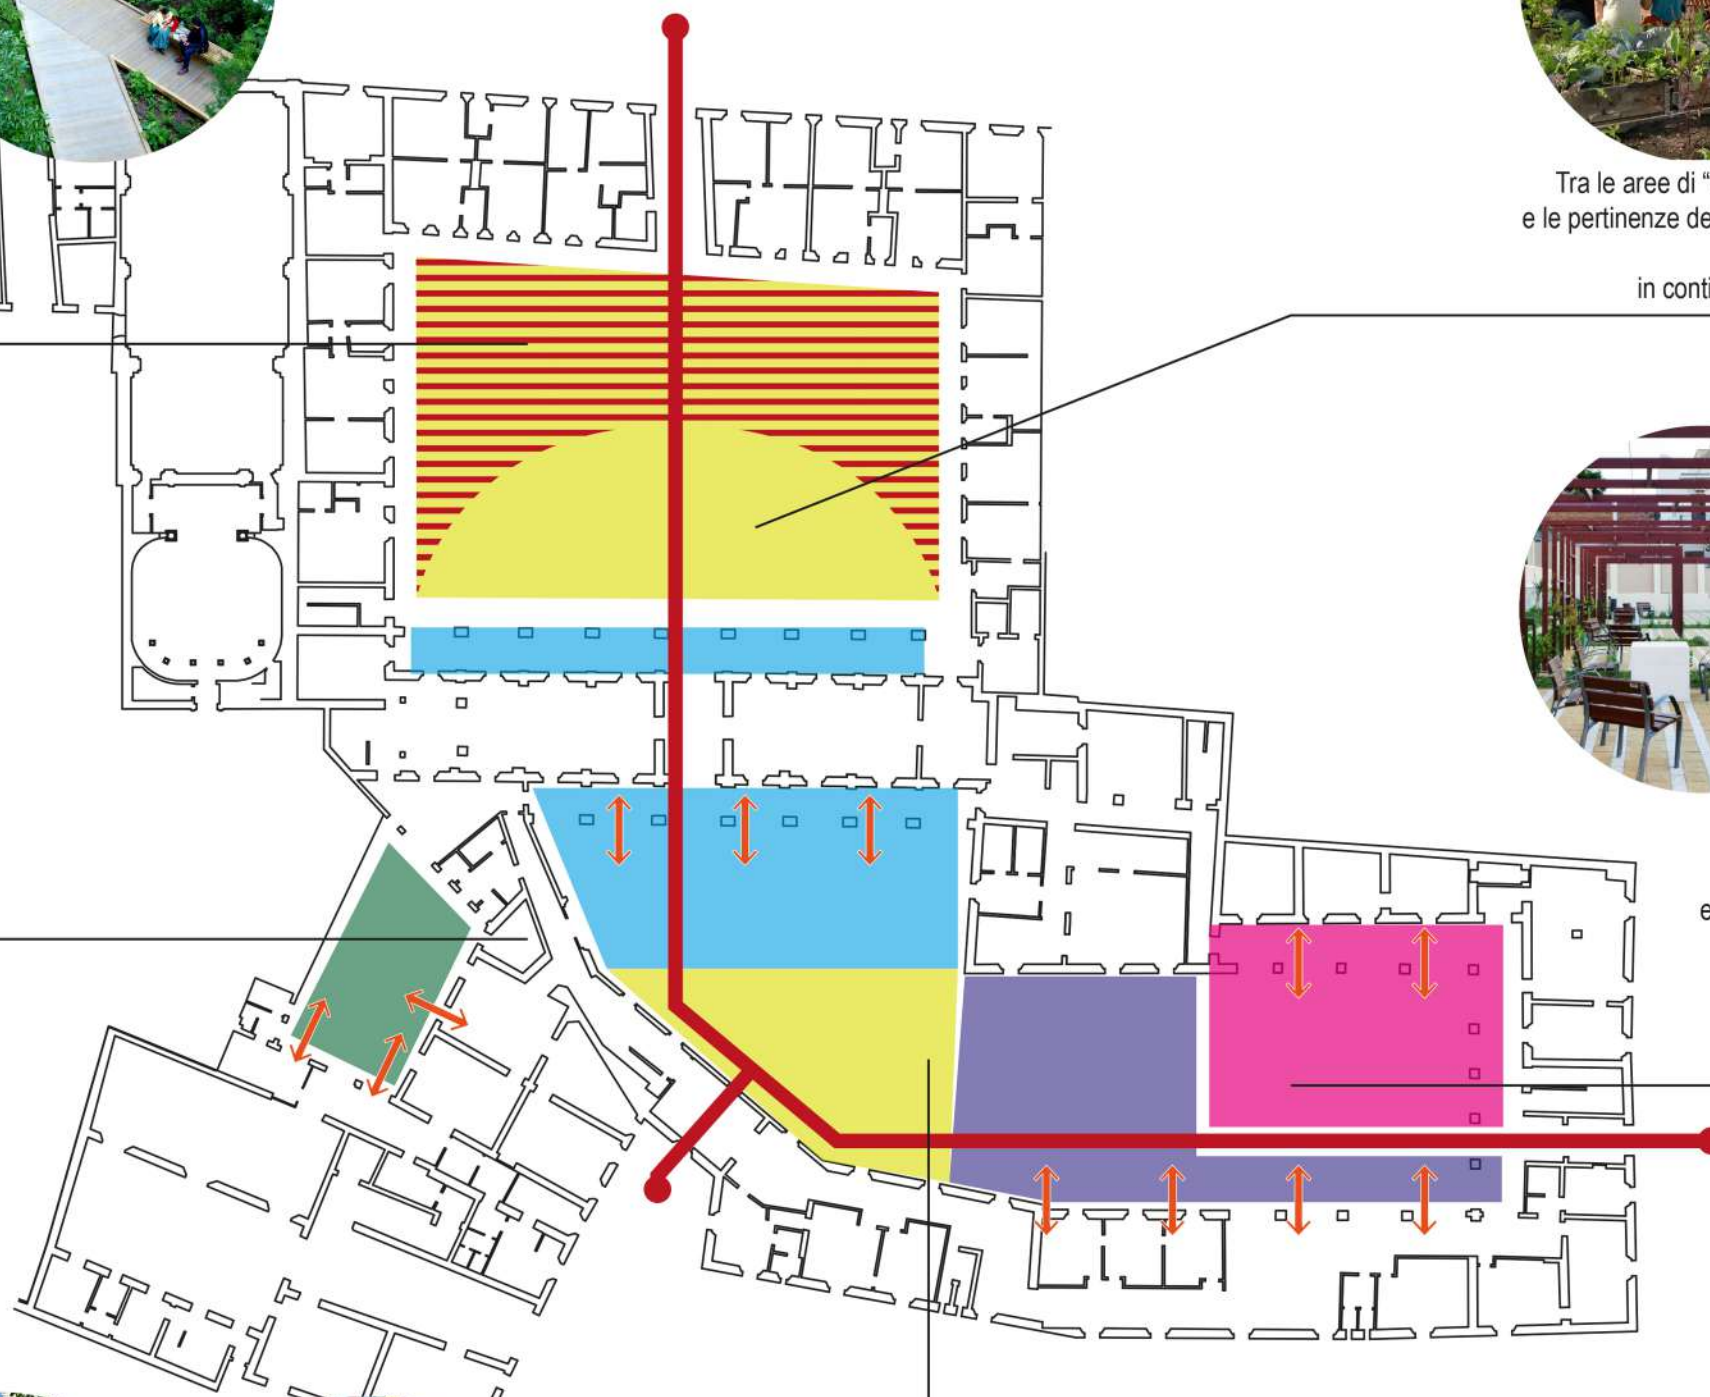 Tra le aree di “
e le pertinenze de
in conti
e